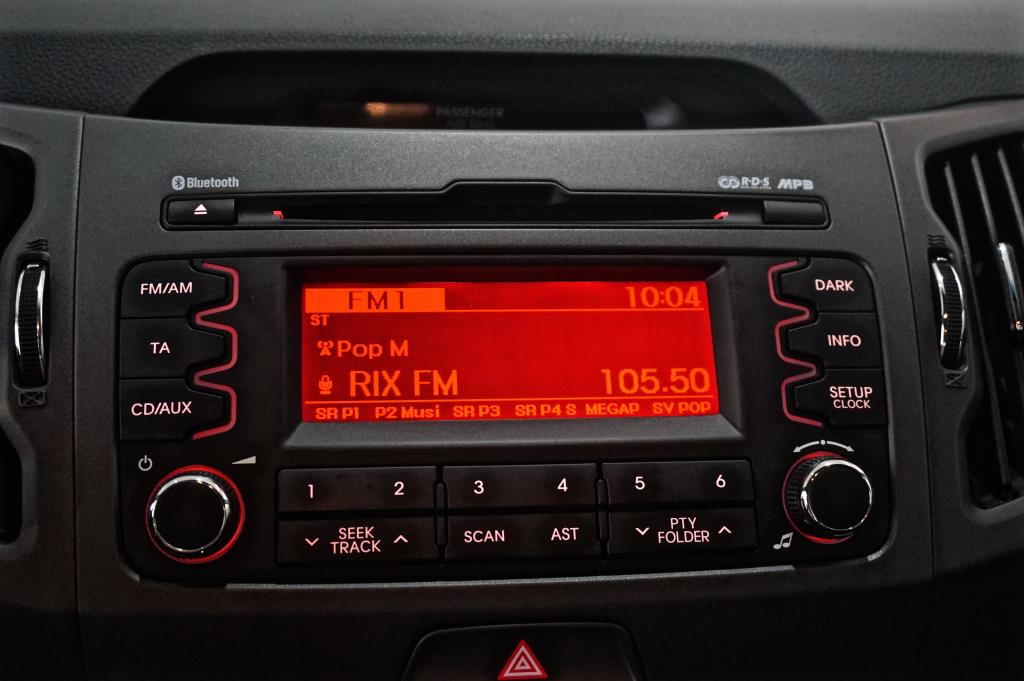 PASSENGER
Bluetooth
R·D·S MP3
FM/AM
TA
CD/AUX
FM1 10:04
ST
Pop M
RIX FM 105.50
SR P1 P2 Musi SR P3 SR P4 S MEGAP SV POP
DARK
INFO
SETUP
CLOCK
1 2 3 4 5 6
SEEK
TRACK
SCAN AST
PTY
FOLDER